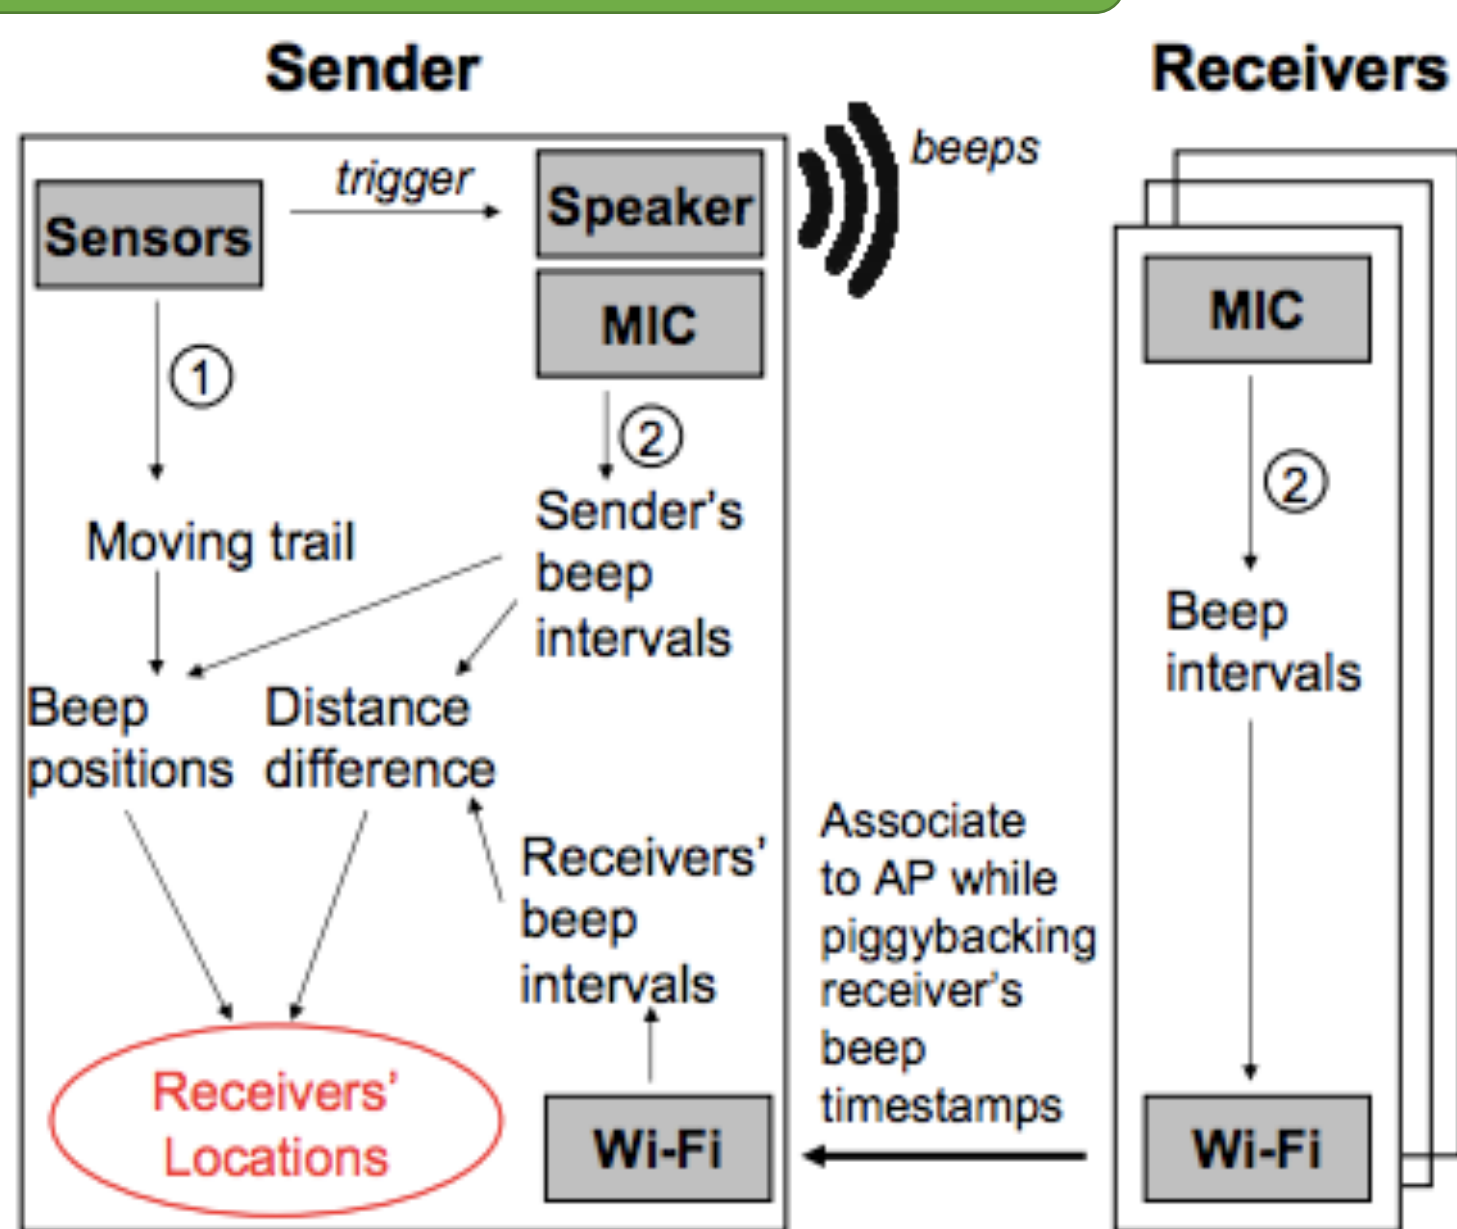 Sender
Receivers
trigger
beeps
Sensors
Speaker
MIC
MIC
1
2
2
Moving trail
Sender's
beep
intervals
Beep
intervals
Beep
positions
Distance
difference
Receivers'
beep
intervals
Associate
to AP while
piggybacking
receiver's
beep
timestamps
Receivers'
Locations
Wi-Fi
Wi-Fi